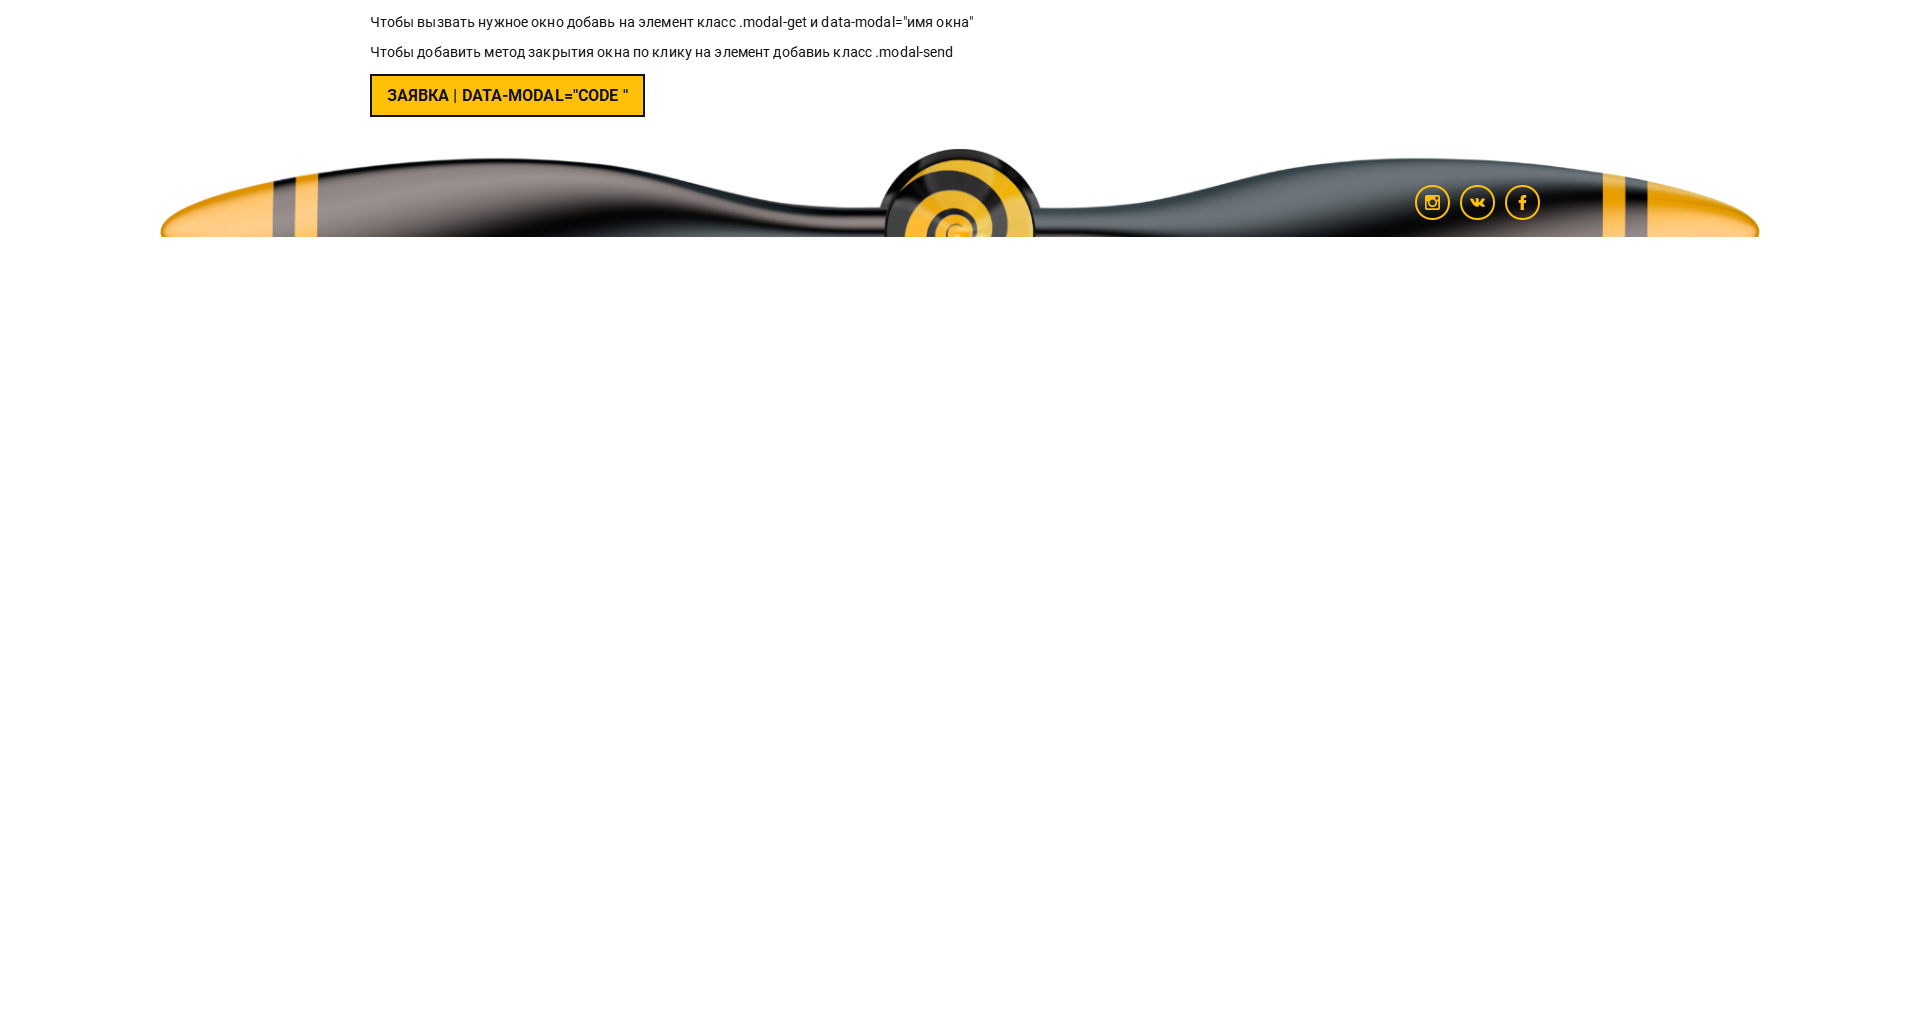 Чтобы вызвать нужное окно добавь на элемент класс .modal-get и data-modal="имя окна"
Чтобы добавить метод закрытия окна по клику на элемент добавиь класс .modal-send
ЗАЯВКА | DATA-MODAL="CODE "